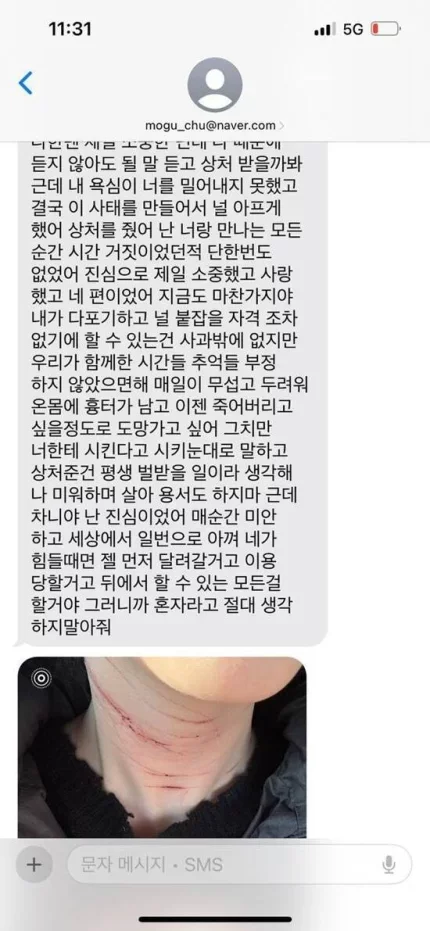 11:31
5G
mogu_chu@naver.com
듣지 않아도 될 말 듣고 상처 받을까봐
근데 내 욕심이 너를 밀어내지 못했고
결국 이 사태를 만들어서 널 아프게
했어 상처를 줬어 난 너랑 만나는 모든
순간 시간 거짓이었던적 단한번도
없었어 진심으로 제일 소중했고 사랑
했고 네 편이었어 지금도 마찬가지야
내가 다포기하고 널 붙잡을 자격 조차
없기에 할 수 있는건 사과밖에 없지만
우리가 함께한 시간들 추억들 부정
하지 않았으면해 매일이 무섭고 두려워
온몸에 흉터가 남고 이젠 죽어버리고
싶을정도로 도망가고 싶어 그치만
너한테 시킨다고 시키눈대로 말하고
상처준건 평생 벌받을 일이라 생각해
나 미워하며 살아 용서도 하지마 근데
차니야 난 진심이었어 매순간 미안
하고 세상에서 일번으로 아껴 네가
힘들때면 젤 먼저 달려갈거고 이용
당할거고 뒤에서 할 수 있는 모든걸
할거야 그러니까 혼자라고 절대 생각
하지말아줘
문자 메시지 • SMS